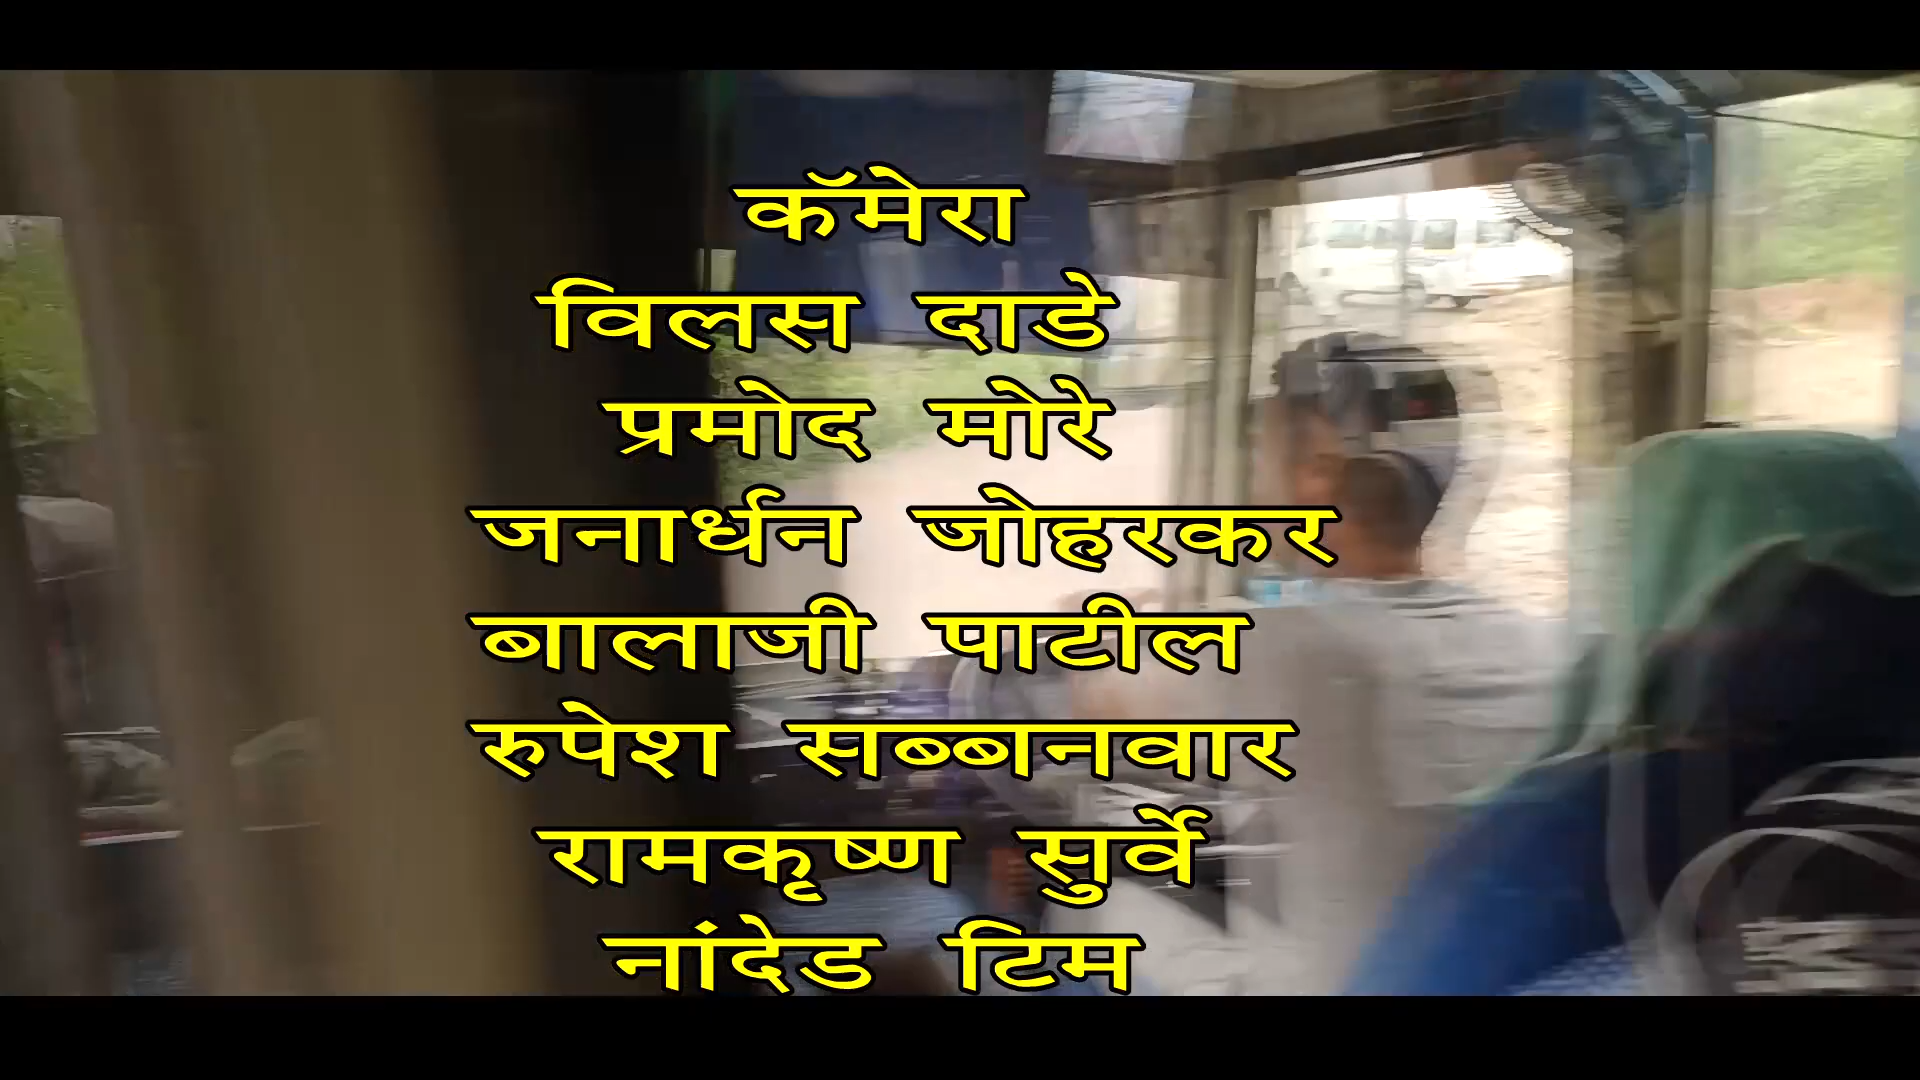 कॅमेरा
विलस दाडे
प्रमोद मोरे
जनार्धन जोहरकर
बालाजी पाटील
रुपेश सब्बनवार
रामकृष्ण सुर्वे
नांदेड टिम